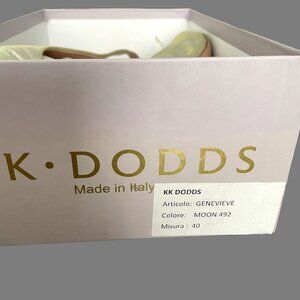 K·DODDS
Made in Italy
KK DODDS
Articolo: GENEVIEVE
Colore: MOON 492
Misura : 40